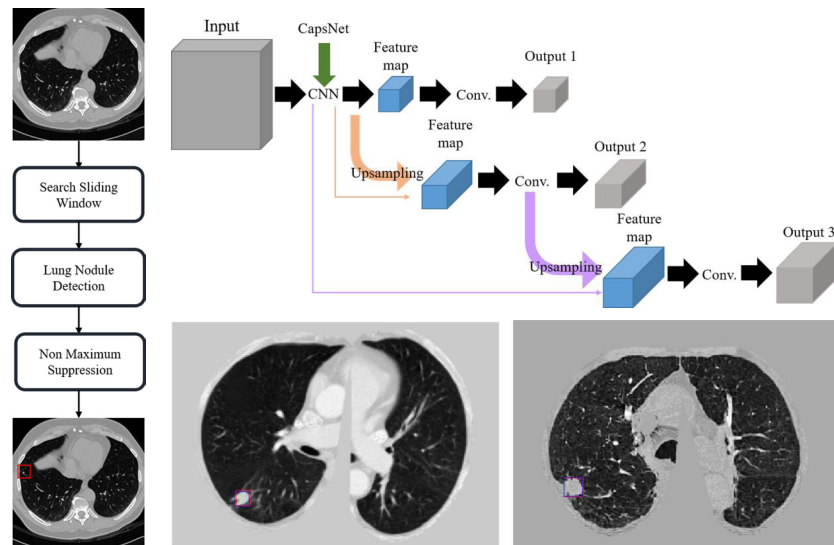 Input
CapsNet
CNN
Feature
map
Conv.
Output 1
Upsampling
Feature
map
Conv.
Output 2
Upsampling
Feature
map
Conv.
Output 3
Search Sliding
Window
Lung Nodule
Detection
Non Maximum
Suppression